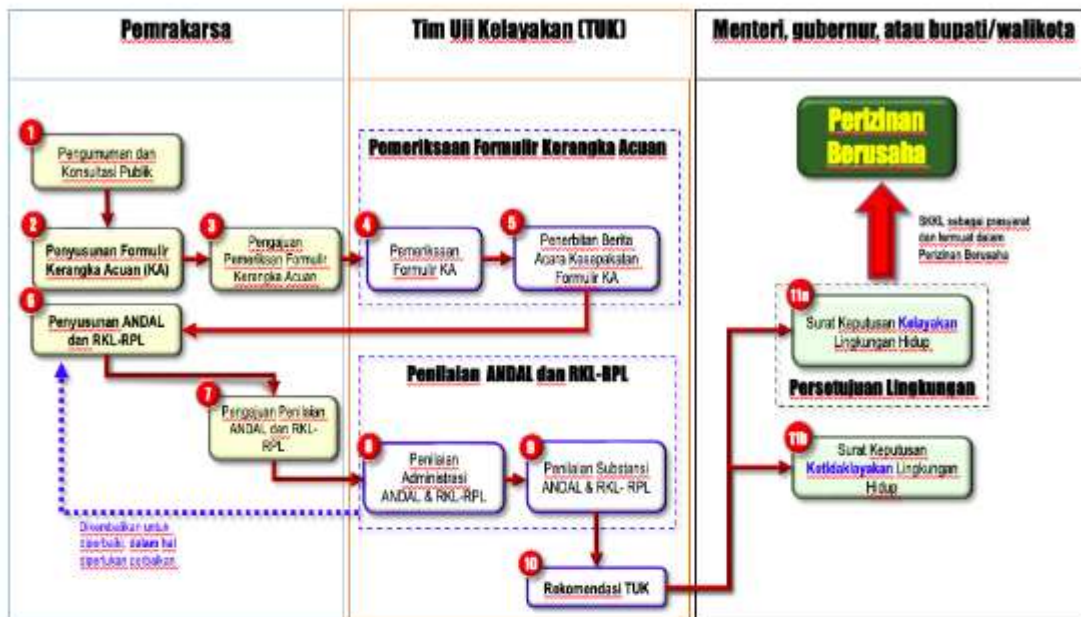 Pemrakarsa
Tim Uji Kelayakan (TUK)
Menteri, gubernur, atau bupati/walikota
1
Pengumuman dan
Konsultasi Publik
2
Penyusunan Formulir
Kerangka Acuan (KA)
3
Pengajuan
Pemeriksaan Formulir
Kerangka Acuan
Pemeriksaan Formulir Kerangka Acuan
4
Pemeriksaan
Formulir KA
5
Penerbitan Berita
Acara Kesepakatan
Formulir KA
6
Penyusunan ANDAL
dan RKL-RPL
7
Pengajuan Penilaian
ANDAL dan RKL-
RPL
Dikembalikan untuk
diperbaiki, dalam hal
diperlukan perbaikan.
Penilaian ANDAL dan RKL-RPL
8
Penilaian
Administrasi
ANDAL & RKL-RPL
9
Penilaian Substansi
ANDAL & RKL- RPL
10
Rekomendasi TUK
Perizinan
Berusaha
SKKL sebagai prasyarat
dan termuat dalam
Perizinan Berusaha
11a
Surat Keputusan Kelayakan
Lingkungan Hidup
Persetujuan Lingkungan
11b
Surat Keputusan
Ketidaklayakan Lingkungan
Hidup